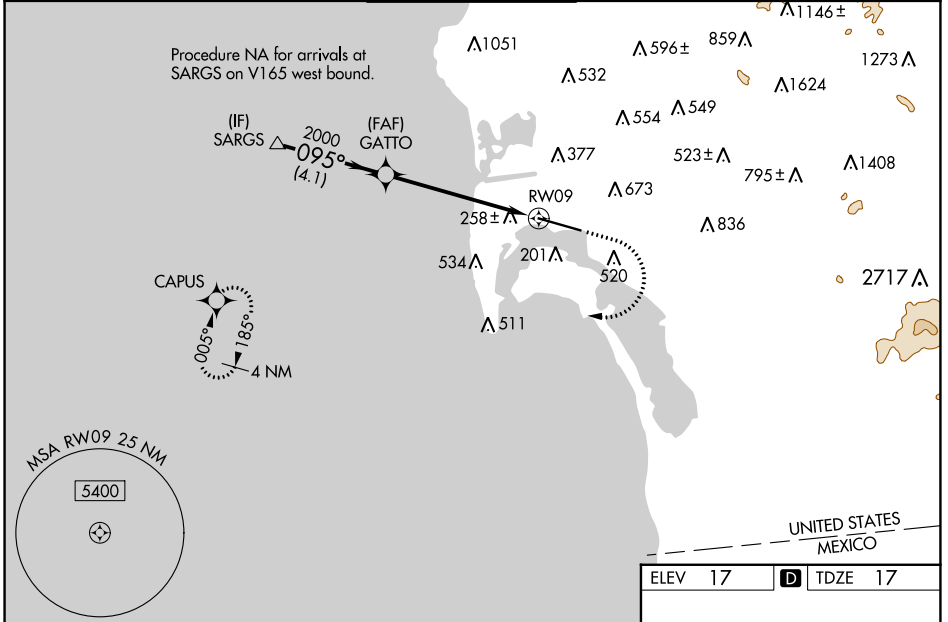 1146±
1051
596±
859
1273
Procedure NA for arrivals at
SARGS on V165 west bound.
532
1624
554
549
(IF)
SARGS
2000
095°
(4.1)
(FAF)
GATTO
377
523±
795±
1408
673
RW09
258±
836
534
201
520
CAPUS
2717
005°
185°
4 NM
511
MSA RW09 25 NM
5400
UNITED STATES
MEXICO
ELEV 17
D
TDZE 17